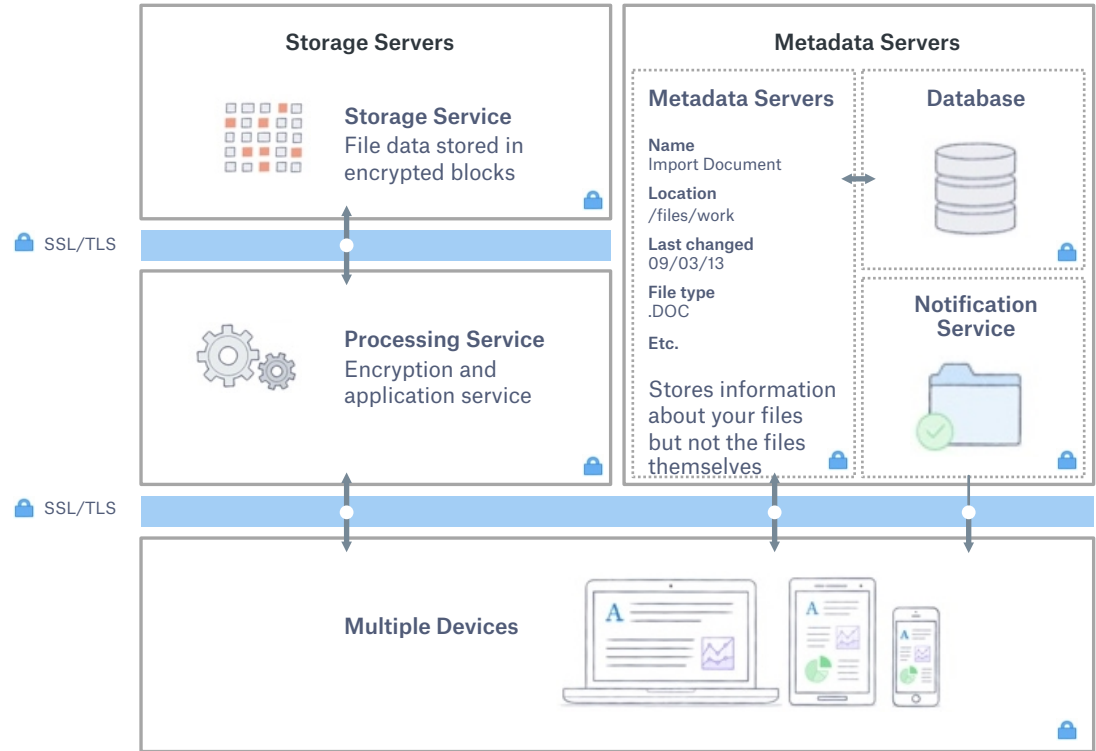 Storage Servers
Storage Service
File data stored in
encrypted blocks
SSL/TLS
Processing Service
Encryption and
application service
Metadata Servers
Metadata Servers
Name
Import Document
Location
/files/work
Last changed
09/03/13
File type
.DOC
Etc.
Stores information
about your files
but not the files
themselves
Database
Notification
Service
SSL/TLS
Multiple Devices
A
A
A